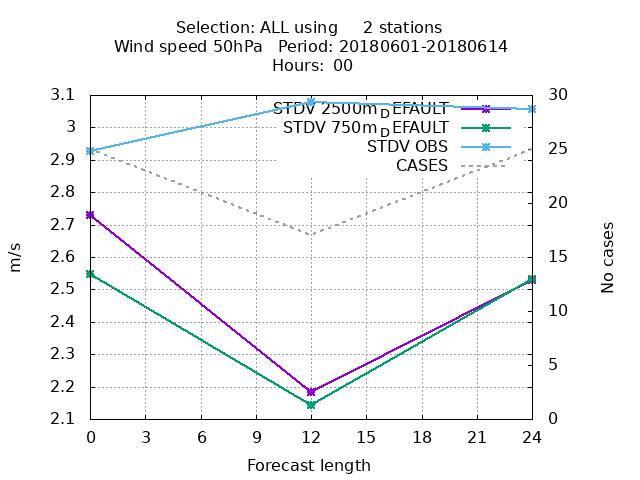 Selection: ALL using 2 stations
Wind speed 50hPa Period: 20180601-20180614
Hours: 00
3.1
3
2.9
2.8
2.7
2.6
2.5
2.4
2.3
2.2
2.1
m/s
STDV 2500mDEFAULT
STDV 750mDEFAULT
STDV OBS
CASES
30
25
20
15
10
5
0
No cases
0 3 6 9 12 15 18 21 24
Forecast length